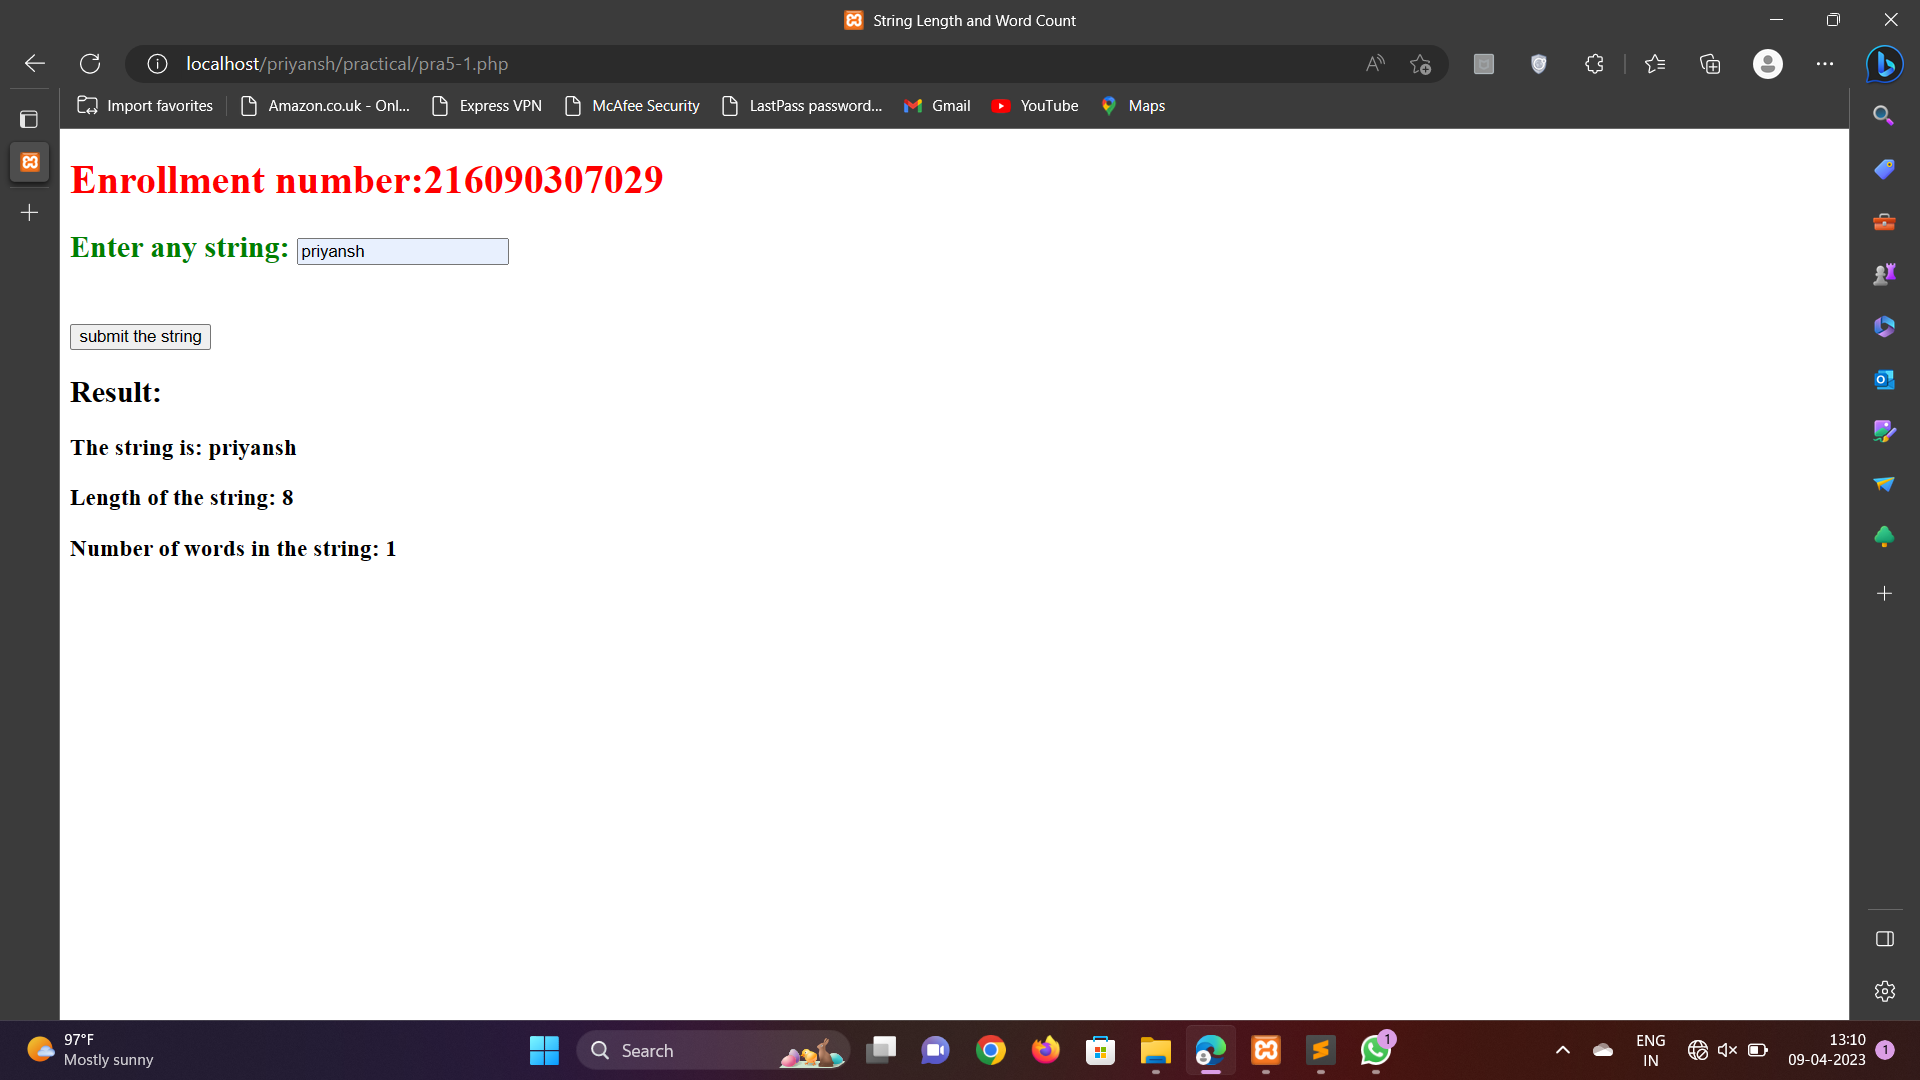 String Length and Word Count
localhost/priyansh/practical/pra5-1.php
Import favorites
Amazon.co.uk - Onl...
Express VPN
McAfee Security
LastPass password...
Gmail
YouTube
Maps
Enrollment number:216090307029
Enter any string: priyansh
submit the string
Result:
The string is: priyansh
Length of the string: 8
Number of words in the string: 1
97°F
Mostly sunny
Search
1
ENG
IN
13:10
09-04-2023
1